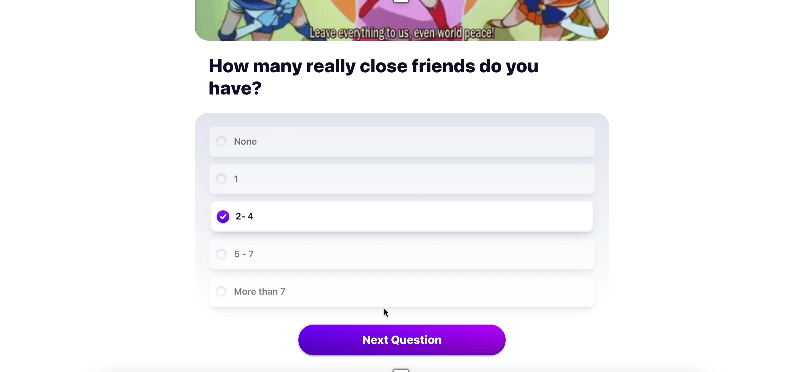 Leave everything to us, even world peace!
How many really close friends do you
have?
None
1
2- 4
5 - 7
More than 7
Next Question